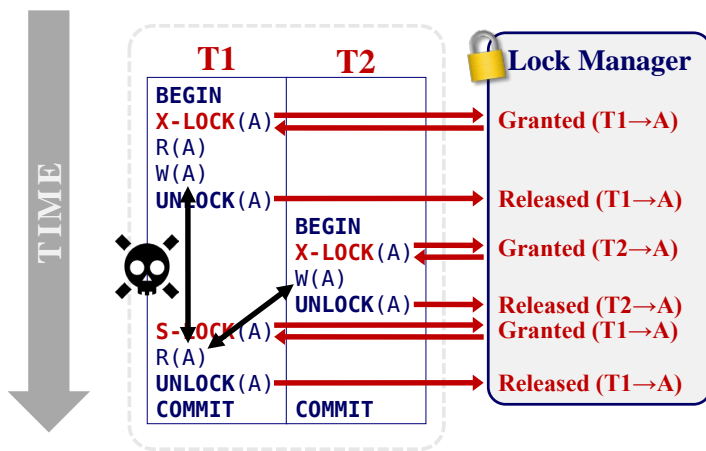 TIME
T1
T2
BEGIN
X-LOCK(A)
R(A)
W(A)
UNLOCK(A)
BEGIN
X-LOCK(A)
W(A)
UNLOCK(A)
S-LOCK(A)
R(A)
UNLOCK(A)
COMMIT
COMMIT
Lock Manager
Granted (T1→A)
Released (T1→A)
Granted (T2→A)
Released (T2→A)
Granted (T1→A)
Released (T1→A)